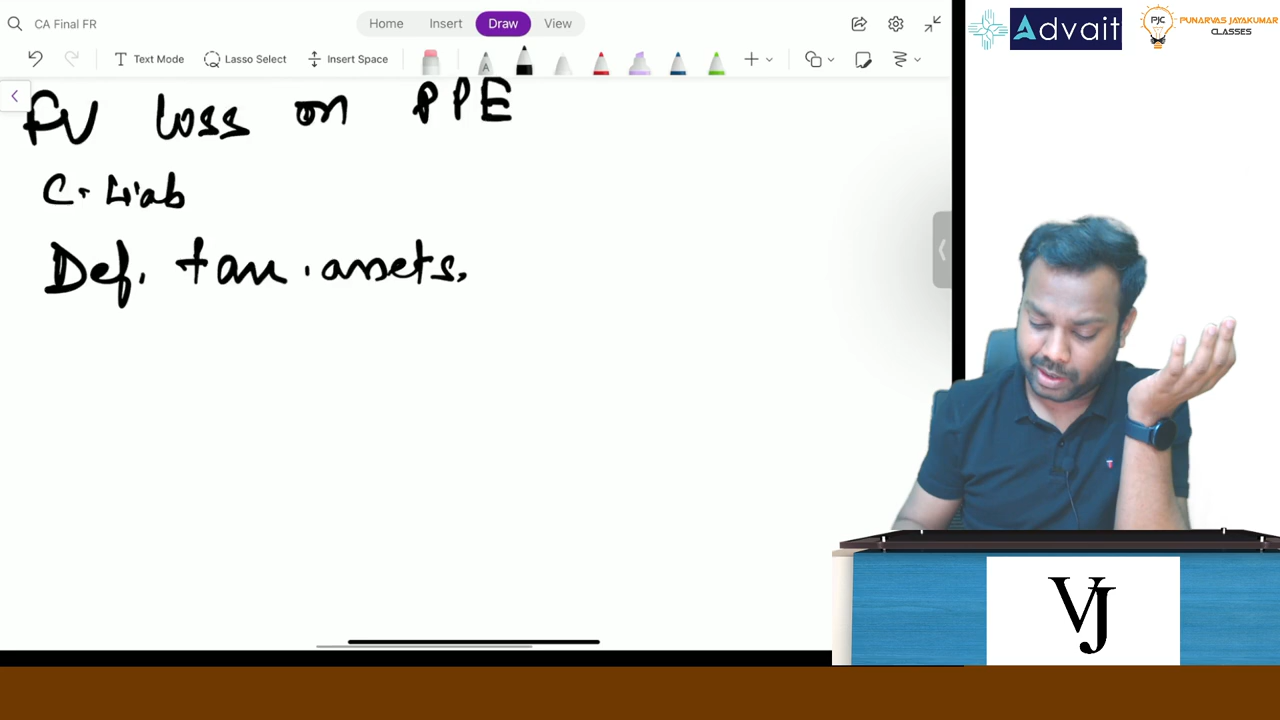 CA Final FR
Home Insert Draw View
Text Mode Lasso Select Insert Space
FV loss on PPE
C. Liab
Def. tax. assets.
Advait
PJC PUNARVAS JAYAKUMAR CLASSES
VJ